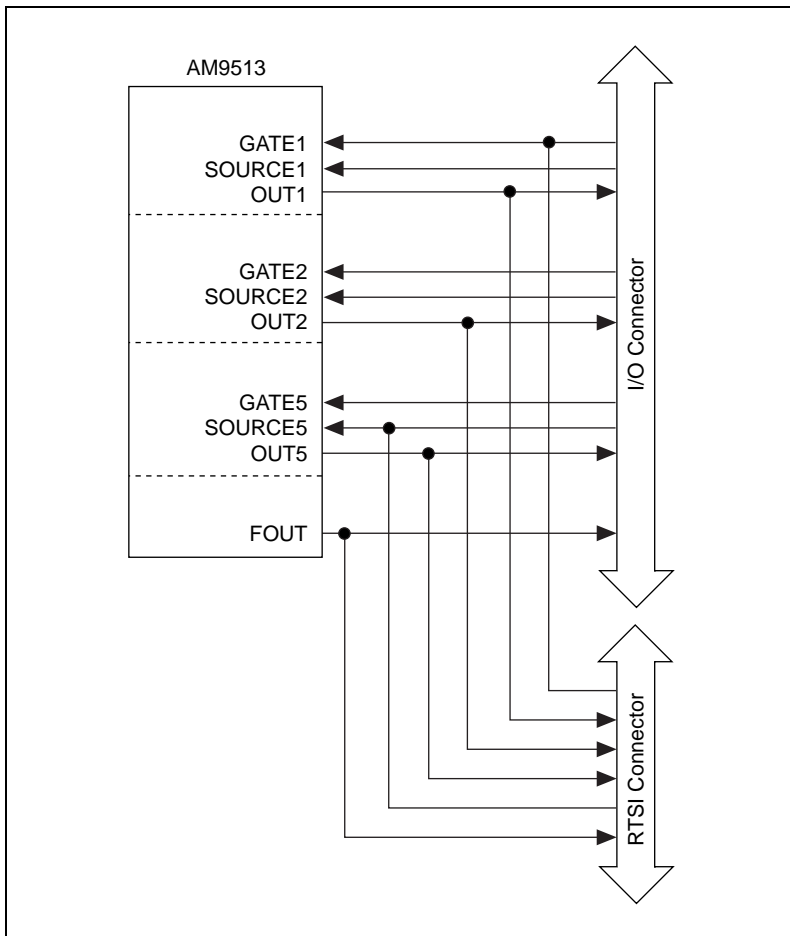 AM9513
GATE1
SOURCE1
OUT1
GATE2
SOURCE2
OUT2
GATE5
SOURCE5
OUT5
FOUT
I/O Connector
RTSI Connector